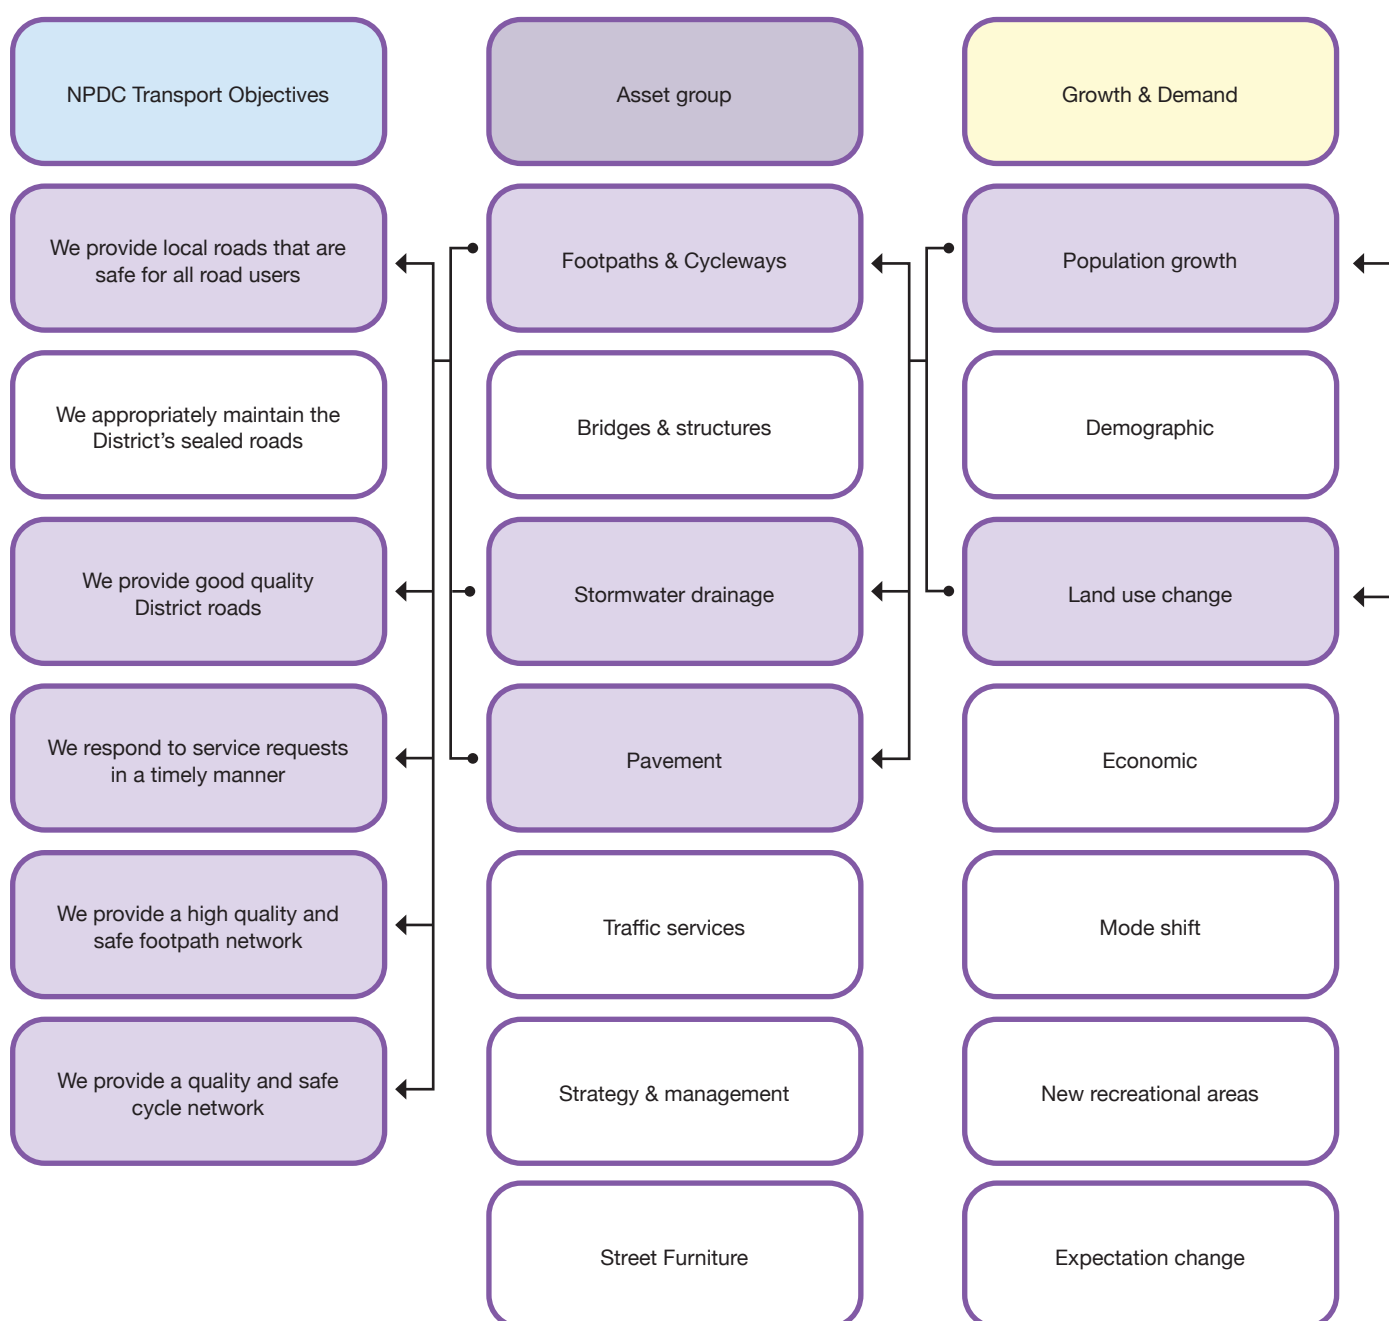 NPDC Transport Objectives
Asset group
Growth & Demand
We provide local roads that are
safe for all road users
Footpaths & Cycleways
Population growth
We appropriately maintain the
District’s sealed roads
Bridges & structures
Demographic
We provide good quality
District roads
Stormwater drainage
Land use change
We respond to service requests
in a timely manner
Pavement
Economic
We provide a high quality and
safe footpath network
Traffic services
Mode shift
We provide a quality and safe
cycle network
Strategy & management
New recreational areas
Street Furniture
Expectation change